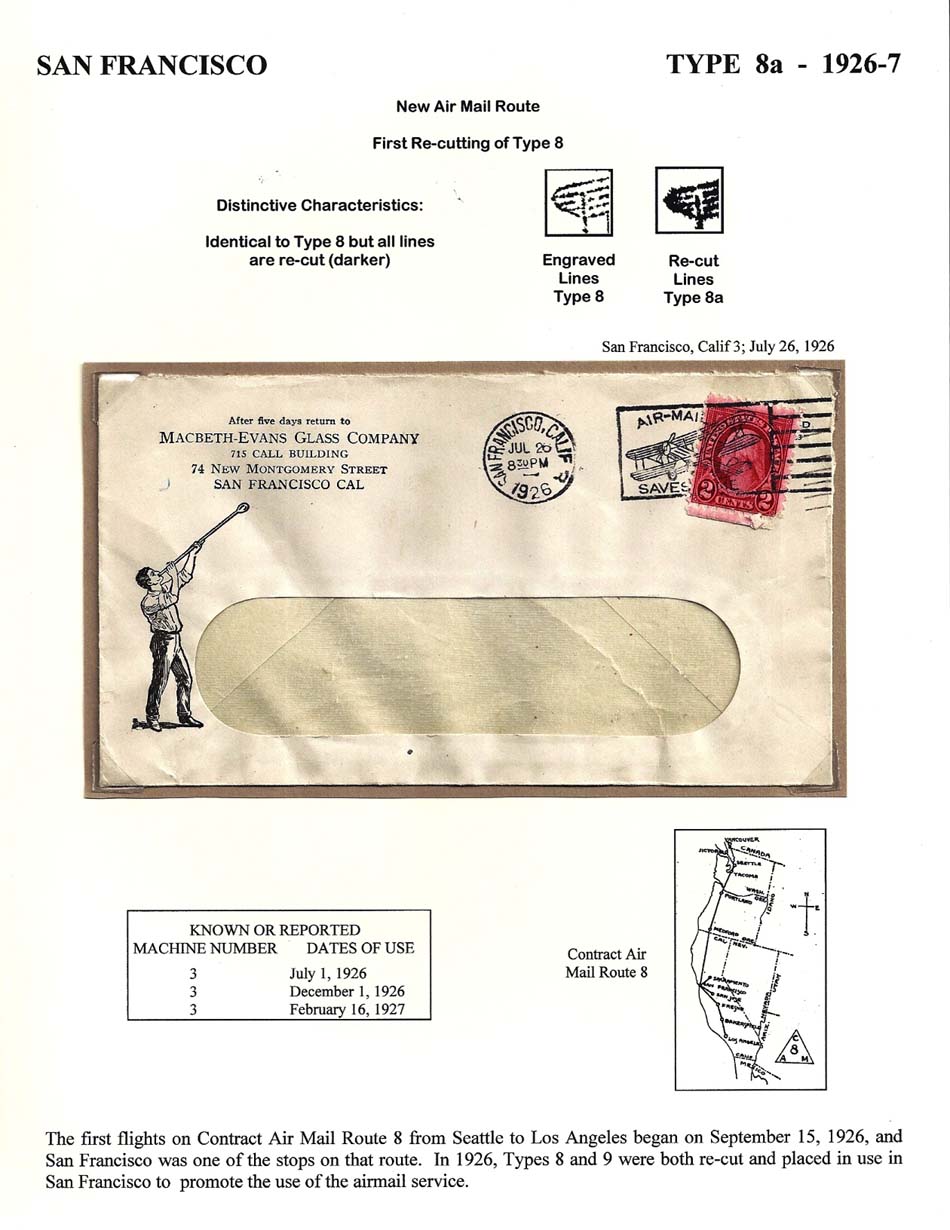 SAN FRANCISCO
TYPE 8a - 1926-7
New Air Mail Route
First Re-cutting of Type 8
Distinctive Characteristics:
Identical to Type 8 but all lines
are re-cut (darker)
Engraved
Lines
Type 8
Re-cut
Lines
Type 8a
San Francisco, Calif 3; July 26, 1926
After five days return to
MACBETH-EVANS GLASS COMPANY
715 CALL BUILDING
74 NEW MONTGOMERY STREET
SAN FRANCISCO CAL
SAN FRANCISCO, CALIF
JUL 26
8 30 PM
1926
AIR-MAI
SAVES
2 CENTS 2
KNOWN OR REPORTED
MACHINE NUMBER DATES OF USE
3 July 1, 1926
3 December 1, 1926
3 February 16, 1927
Contract Air
Mail Route 8
VANCOUVER
CANADA
VICTORIA
SEATTLE
TACOMA
WASH.
ORE.
PORTLAND
IDAHO
N
W E
S
MEDFORD ORE.
CAL. NEV.
SACRAMENTO
SAN FRANCISCO
SAN JOSE
FRESNO
NEVADA
UTAH
BAKERSFIELD
LOS ANGELES
ARIZ.
CALIF.
MEXICO
C
8
A M
The first flights on Contract Air Mail Route 8 from Seattle to Los Angeles began on September 15, 1926, and
San Francisco was one of the stops on that route. In 1926, Types 8 and 9 were both re-cut and placed in use in
San Francisco to promote the use of the airmail service.